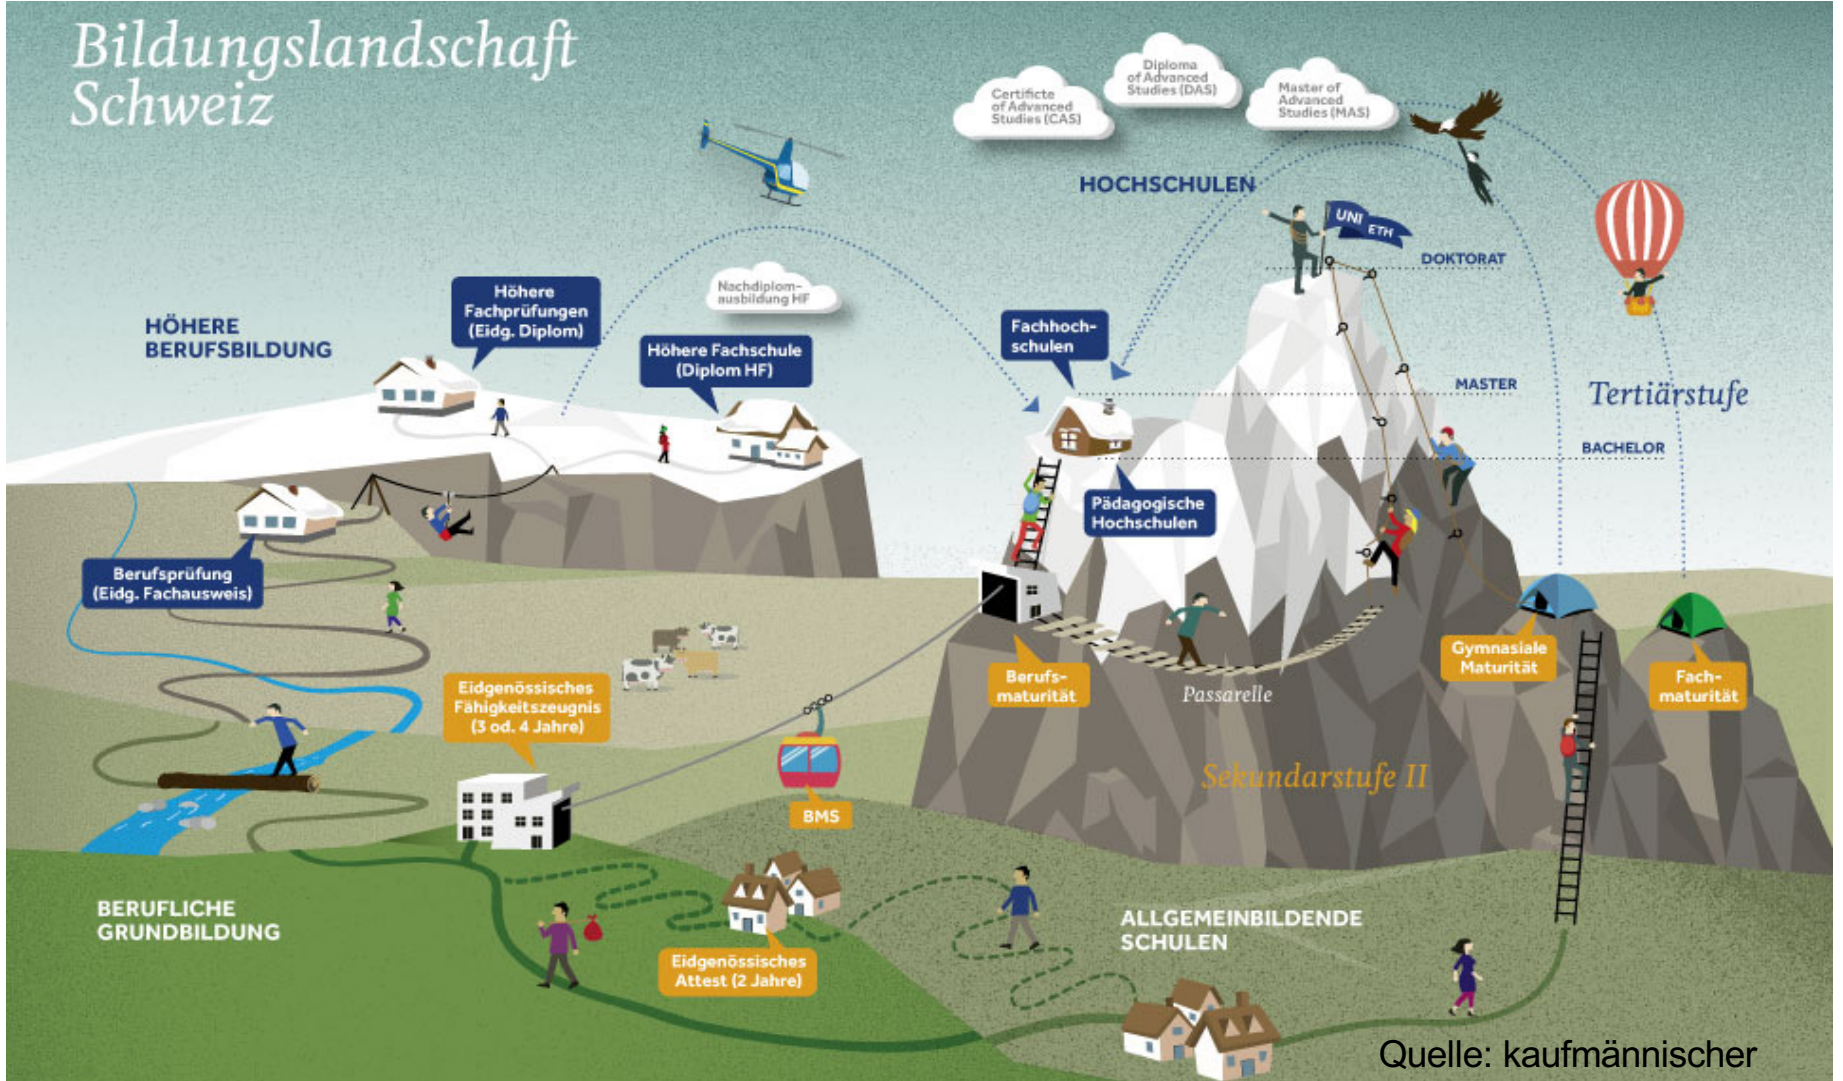 Bildungslandschaft
Schweiz
Certificte
of Advanced
Studies (CAS)
Diploma
of Advanced
Studies (DAS)
Master of
Advanced
Studies (MAS)
HOCHSCHULEN
UNI
ETH
DOKTORAT
Nachdiplom-
ausbildung HF
HÖHERE
BERUFSBILDUNG
Höhere
Fachprüfungen
(Eidg. Diplom)
Höhere Fachschule
(Diplom HF)
Fachhoch-
schulen
MASTER
Tertiärstufe
BACHELOR
Pädagogische
Hochschulen
Berufsprüfung
(Eidg. Fachausweis)
Eidgenössisches
Fähigkeitszeugnis
(3 od. 4 Jahre)
Berufs-
maturität
Passarelle
Gymnasiale
Maturität
Fach-
maturität
Sekundarstufe II
BMS
BERUFLICHE
GRUNDBILDUNG
Eidgenössisches
Attest (2 Jahre)
ALLGEMEINBILDENDE
SCHULEN
Quelle: kaufmännischer